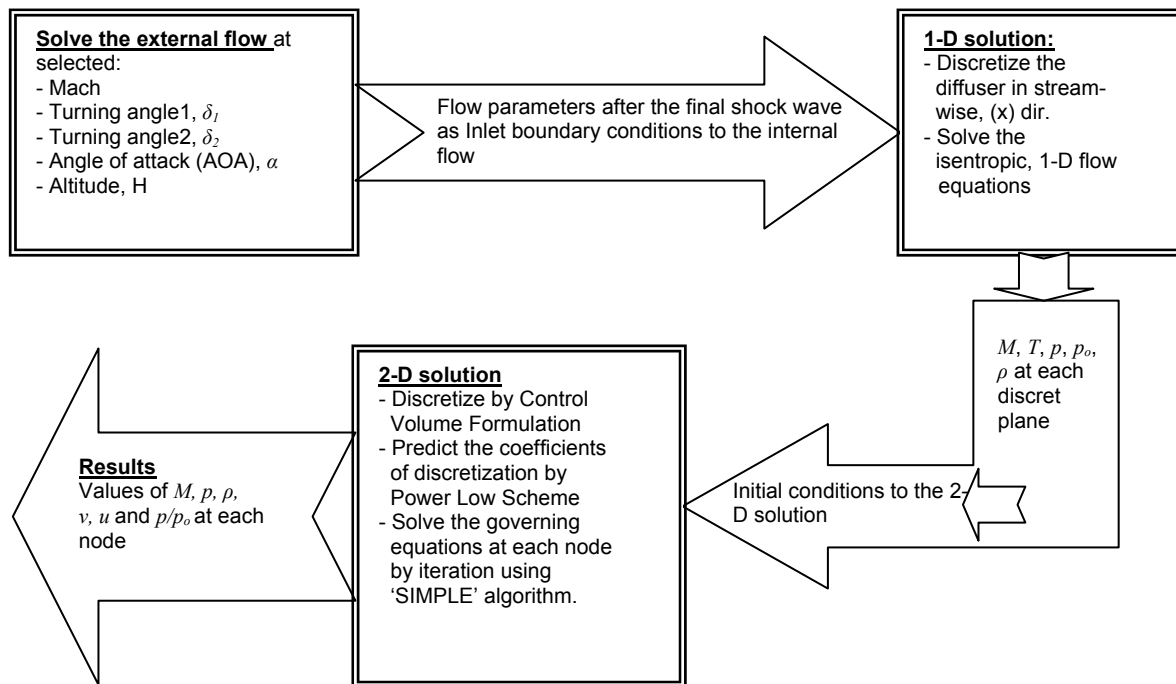 Solve the external flow at
selected:
- Mach
- Turning angle1, δ1
- Turning angle2, δ2
- Angle of attack (AOA), α
- Altitude, H
Flow parameters after the final shock wave
as Inlet boundary conditions to the internal
flow
1-D solution:
- Discretize the
diffuser in stream-
wise, (x) dir.
- Solve the
isentropic, 1-D flow
equations
M, T, p, po,
ρ at each
discret
plane
Initial conditions to the 2-
D solution
2-D solution
- Discretize by Control
Volume Formulation
- Predict the coefficients
of discretization by
Power Low Scheme
- Solve the governing
equations at each node
by iteration using
‘SIMPLE’ algorithm.
Results
Values of M, p, ρ,
v, u and p/po at each
node